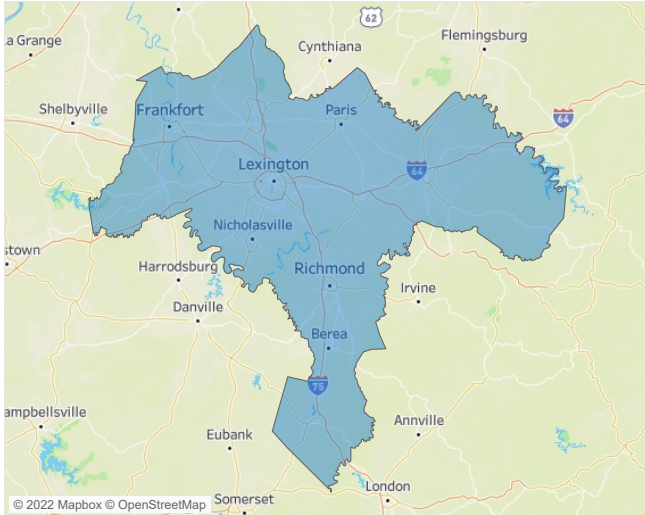 62
Flemingsburg
a Grange
Cynthiana
Shelbyville
Frankfort
Paris
64
Lexington
64
Nicholasville
stown
Harrodsburg
Richmond
Irvine
Danville
Berea
75
ampbellsville
Annville
Eubank
London
Somerset
© 2022 Mapbox © OpenStreetMap